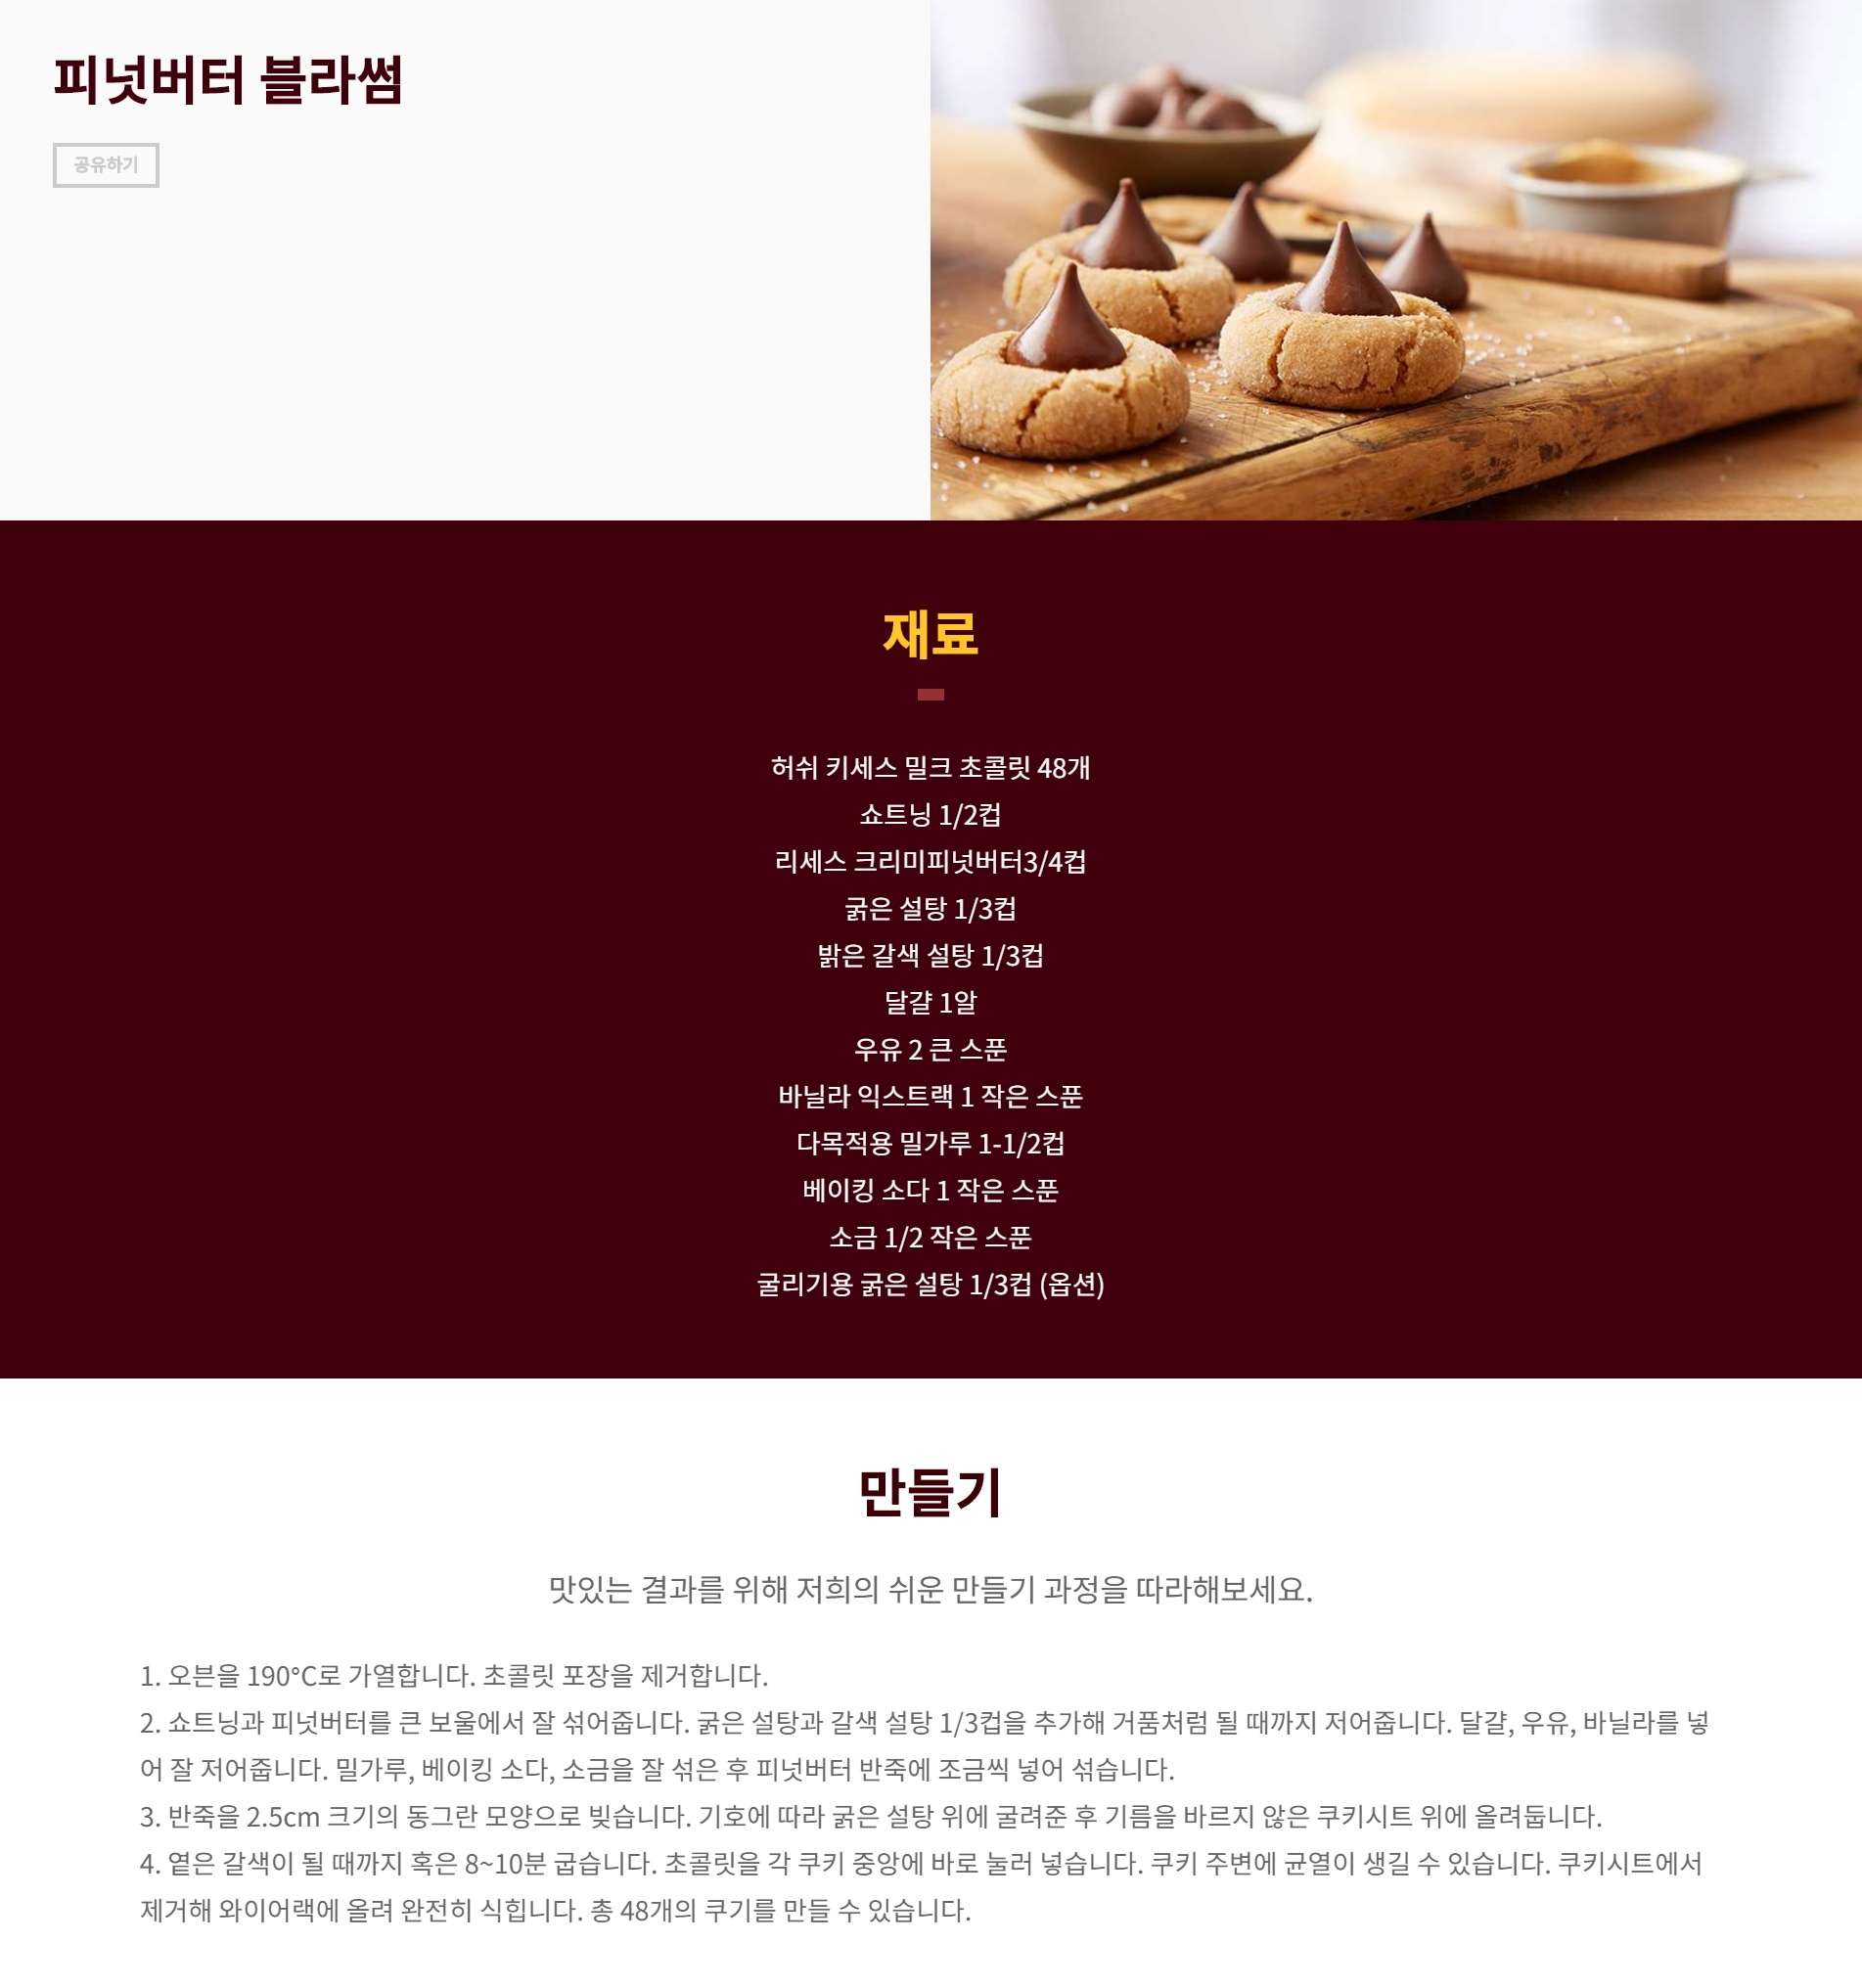 피넛버터 블라썸
공유하기
재료
허쉬 키세스 밀크 초콜릿 48개
쇼트닝 1/2컵
리세스 크리미피넛버터3/4컵
굵은 설탕 1/3컵
밝은 갈색 설탕 1/3컵
달걀 1알
우유 2 큰 스푼
바닐라 익스트랙 1 작은 스푼
다목적용 밀가루 1-1/2컵
베이킹 소다 1 작은 스푼
소금 1/2 작은 스푼
굴리기용 굵은 설탕 1/3컵 (옵션)
만들기
맛있는 결과를 위해 저희의 쉬운 만들기 과정을 따라해보세요.
1. 오븐을 190°C로 가열합니다. 초콜릿 포장을 제거합니다.
2. 쇼트닝과 피넛버터를 큰 보울에서 잘 섞어줍니다. 굵은 설탕과 갈색 설탕 1/3컵을 추가해 거품처럼 될 때까지 저어줍니다. 달걀, 우유, 바닐라를 넣
어 잘 저어줍니다. 밀가루, 베이킹 소다, 소금을 잘 섞은 후 피넛버터 반죽에 조금씩 넣어 섞습니다.
3. 반죽을 2.5cm 크기의 동그란 모양으로 빚습니다. 기호에 따라 굵은 설탕 위에 굴려준 후 기름을 바르지 않은 쿠키시트 위에 올려둡니다.
4. 옅은 갈색이 될 때까지 혹은 8~10분 굽습니다. 초콜릿을 각 쿠키 중앙에 바로 눌러 넣습니다. 쿠키 주변에 균열이 생길 수 있습니다. 쿠키시트에서
제거해 와이어랙에 올려 완전히 식힙니다. 총 48개의 쿠기를 만들 수 있습니다.